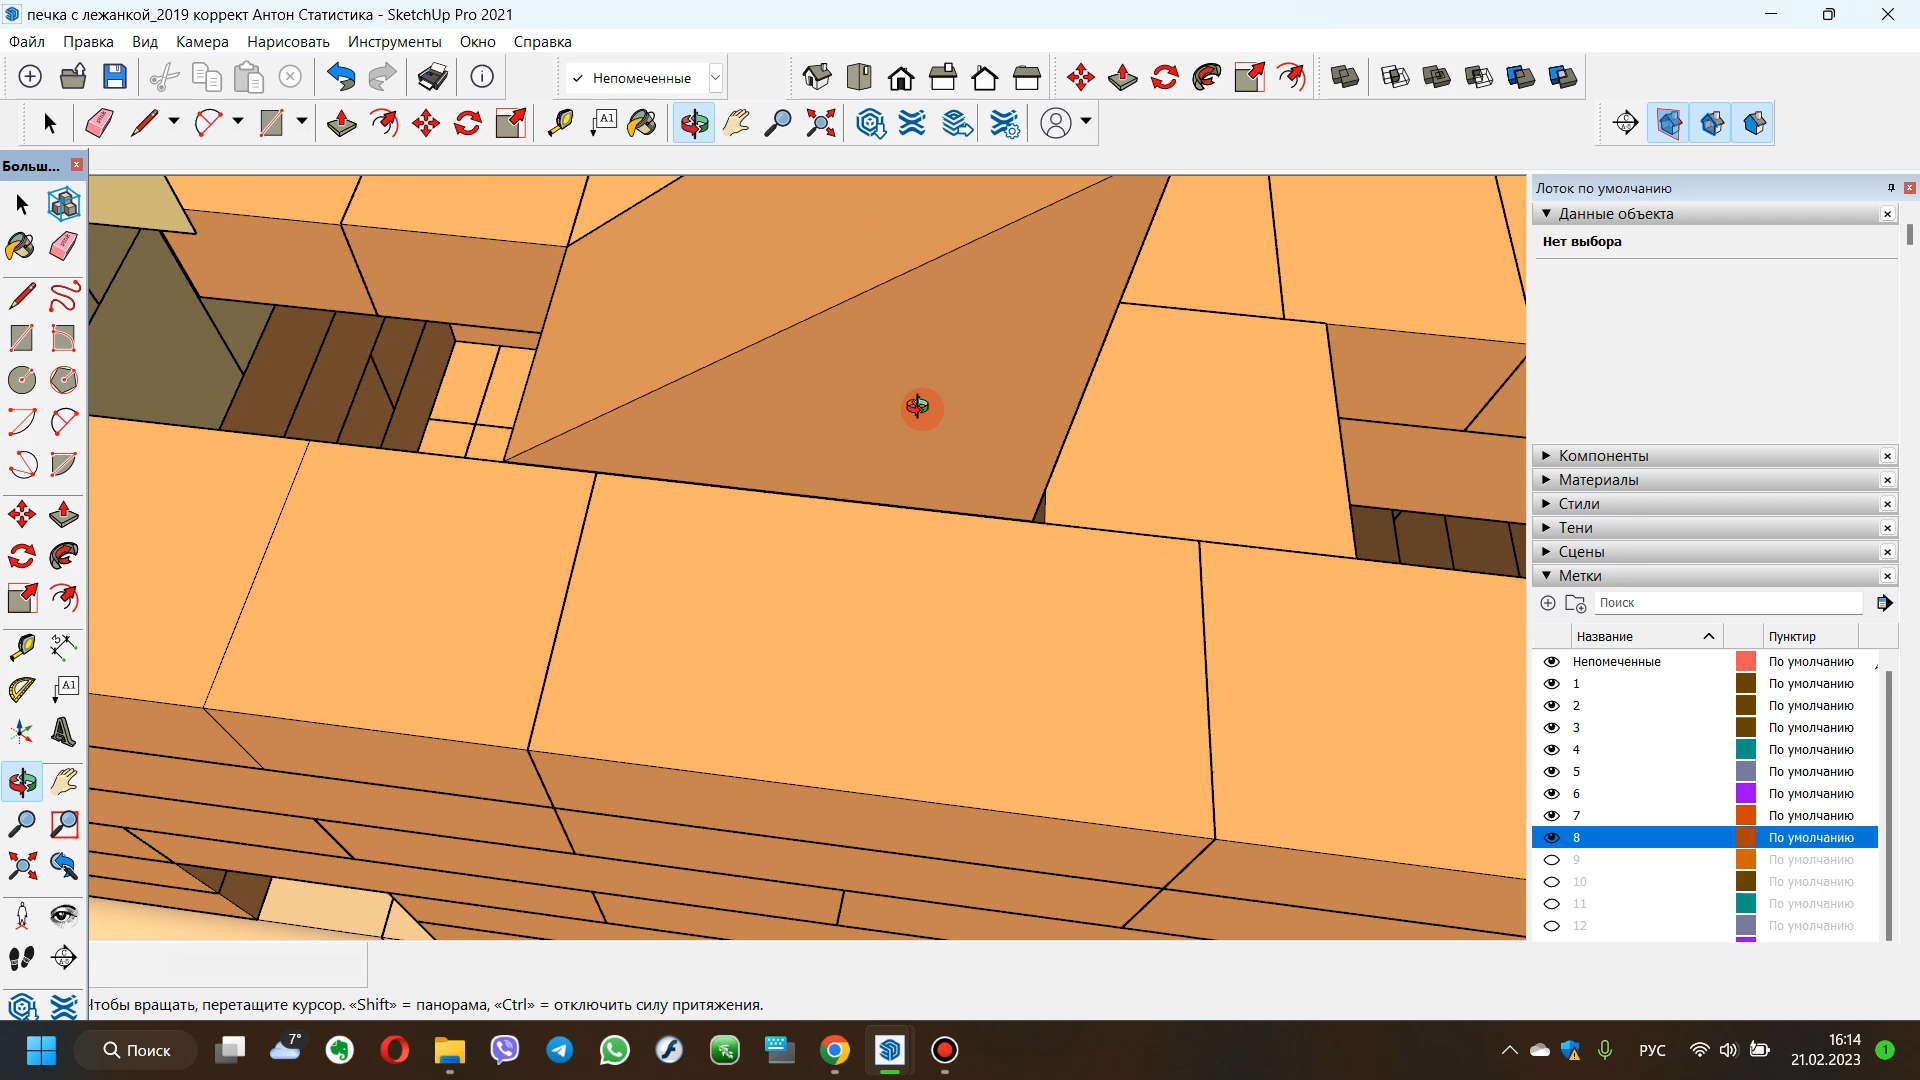 печка с лежанкой_2019 коррект Антон Статистика - SketchUp Pro 2021
Файл Правка Вид Камера Нарисовать Инструменты Окно Справка
Непомеченные
A1
Больш...
Лоток по умолчанию
Данные объекта
Нет выбора
Компоненты
Материалы
Стили
Тени
Сцены
Метки
Поиск
Название Пунктир
Непомеченные По умолчанию
1 По умолчанию
2 По умолчанию
3 По умолчанию
4 По умолчанию
5 По умолчанию
6 По умолчанию
7 По умолчанию
8 По умолчанию
9 По умолчанию
10 По умолчанию
11 По умолчанию
12 По умолчанию
A1
Чтобы вращать, перетащите курсор. «Shift» = панорама, «Ctrl» = отключить силу притяжения.
Поиск
7°
РУС
16:14
21.02.2023
1